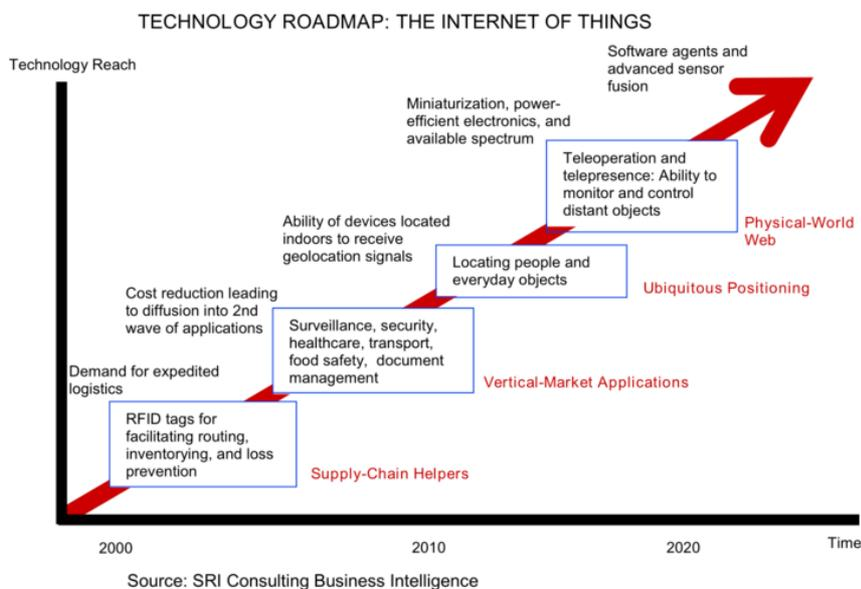 TECHNOLOGY ROADMAP: THE INTERNET OF THINGS
Technology Reach
Software agents and
advanced sensor
fusion
Miniaturization, power-
efficient electronics, and
available spectrum
Teleoperation and
telepresence: Ability to
monitor and control
distant objects
Physical-World
Web
Ability of devices located
indoors to receive
geolocation signals
Locating people and
everyday objects
Ubiquitous Positioning
Cost reduction leading
to diffusion into 2nd
wave of applications
Surveillance, security,
healthcare, transport,
food safety, document
management
Vertical-Market Applications
Demand for expedited
logistics
RFID tags for
facilitating routing,
inventorying, and loss
prevention
Supply-Chain Helpers
2000
2010
2020
Time
Source: SRI Consulting Business Intelligence